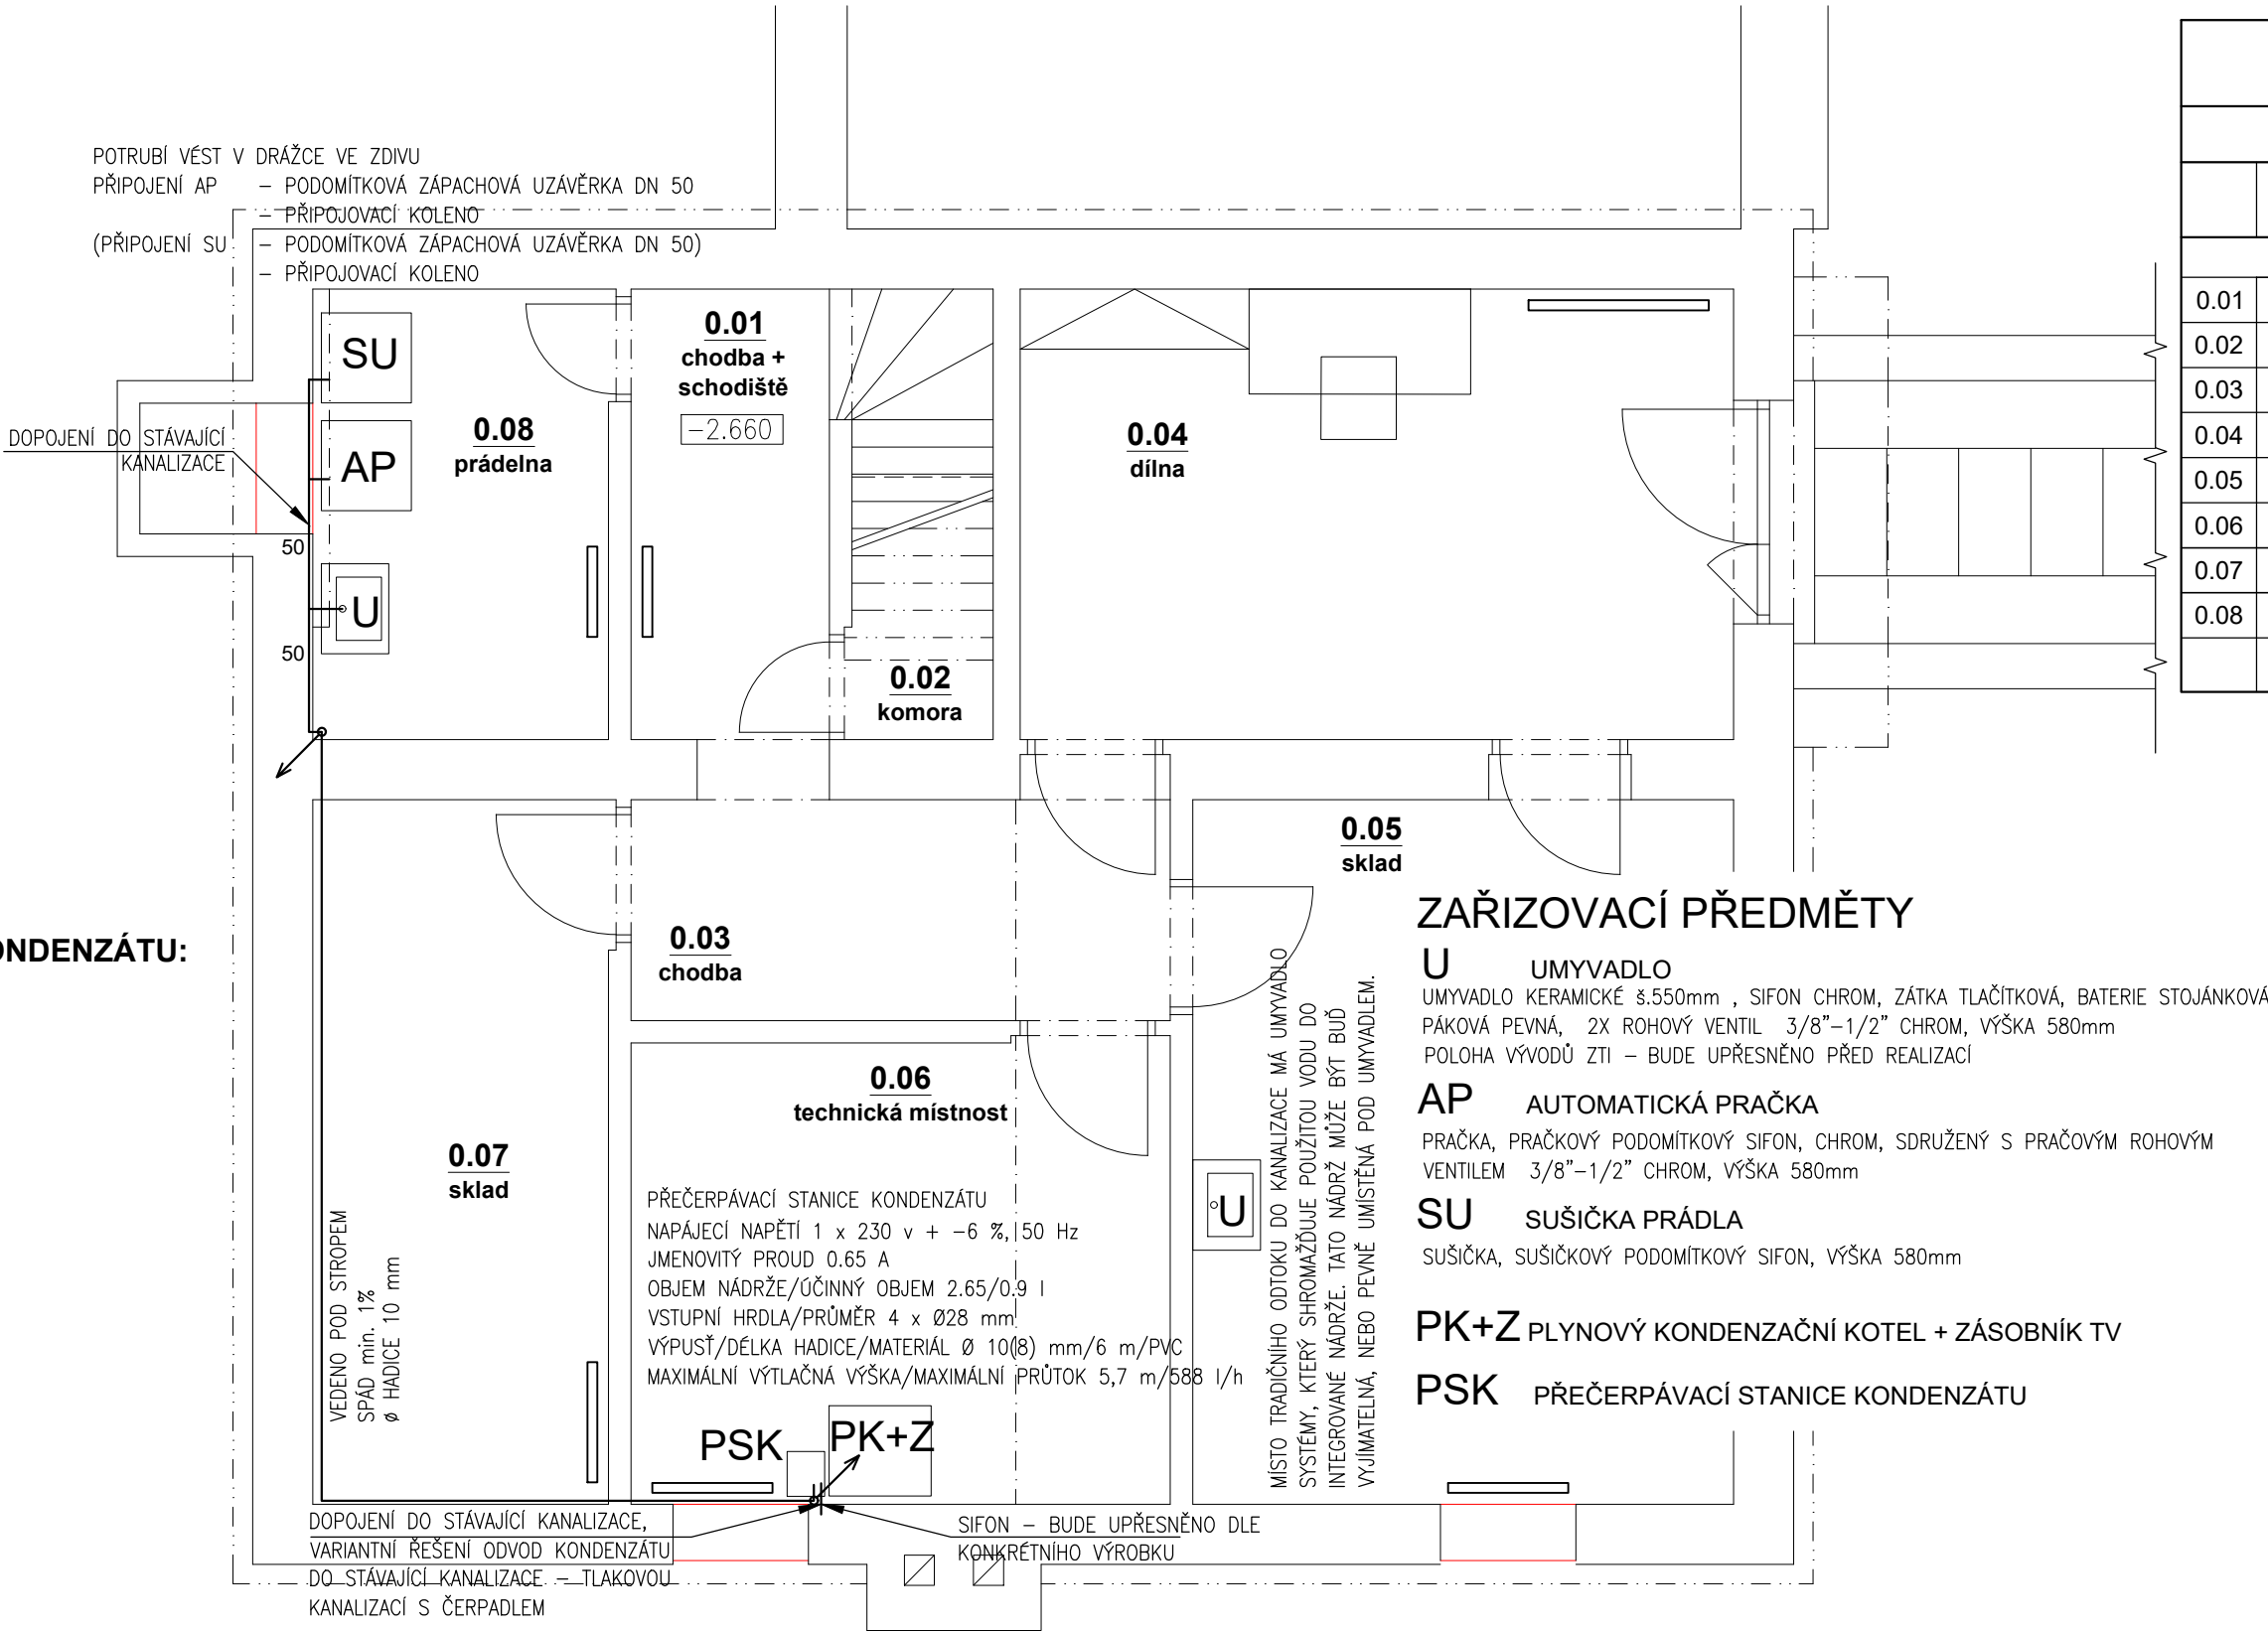 POTRUBÍ VÉST V DRÁŽCE VE ZDIVU
PŘIPOJENÍ AP – PODOMÍTKOVÁ ZÁPACHOVÁ UZÁVĚRKA DN 50
– PŘIPOJOVACÍ KOLENO
(PŘIPOJENÍ SU – PODOMÍTKOVÁ ZÁPACHOVÁ UZÁVĚRKA DN 50)
– PŘIPOJOVACÍ KOLENO
DOPOJENÍ DO STÁVAJÍCÍ
KANALIZACE
SU
AP
U
50
50
0.08
prádelna
0.01
chodba +
schodiště
-2.660
0.02
komora
0.04
dílna
0.01
0.02
0.03
0.04
0.05
0.06
0.07
0.08
0.05
sklad
0.03
chodba
ONDENZÁTU:
0.06
technická místnost
0.07
sklad
VEDENO POD STROPEM
SPÁD min. 1%
ø HADICE 10 mm
PŘEČERPÁVACÍ STANICE KONDENZÁTU
NAPÁJECÍ NAPĚTÍ 1 x 230 v + -6 %, 50 Hz
JMENOVITÝ PROUD 0.65 A
OBJEM NÁDRŽE/ÚČINNÝ OBJEM 2.65/0.9 l
VSTUPNÍ HRDLA/PRŮMĚR 4 x Ø28 mm
VÝPUSŤ/DÉLKA HADICE/MATERIÁL Ø 10(8) mm/6 m/PVC
MAXIMÁLNÍ VÝTLAČNÁ VÝŠKA/MAXIMÁLNÍ PRŮTOK 5,7 m/588 l/h
PSK
PK+Z
U
MÍSTO TRADIČNÍHO ODTOKU DO KANALIZACE MÁ UMYVADLO
SYSTÉMY, KTERÝ SHROMAŽĎUJE POUŽITOU VODU DO
INTEGROVANÉ NÁDRŽE. TATO NÁDRŽ MŮŽE BÝT BUĎ
VYJÍMATELNÁ, NEBO PEVNĚ UMÍSTĚNÁ POD UMYVADLEM.
ZAŘIZOVACÍ PŘEDMĚTY
U UMYVADLO
UMYVADLO KERAMICKÉ š.550mm , SIFON CHROM, ZÁTKA TLAČÍTKOVÁ, BATERIE STOJÁNKOVÁ
PÁKOVÁ PEVNÁ, 2X ROHOVÝ VENTIL 3/8"-1/2" CHROM, VÝŠKA 580mm
POLOHA VÝVODŮ ZTI – BUDE UPŘESNĚNO PŘED REALIZACÍ
AP AUTOMATICKÁ PRAČKA
PRAČKA, PRAČKOVÝ PODOMÍTKOVÝ SIFON, CHROM, SDRUŽENÝ S PRAČOVÝM ROHOVÝM
VENTILEM 3/8"-1/2" CHROM, VÝŠKA 580mm
SU SUŠIČKA PRÁDLA
SUŠIČKA, SUŠIČKOVÝ PODOMÍTKOVÝ SIFON, VÝŠKA 580mm
PK+Z PLYNOVÝ KONDENZAČNÍ KOTEL + ZÁSOBNÍK TV
PSK PŘEČERPÁVACÍ STANICE KONDENZÁTU
DOPOJENÍ DO STÁVAJÍCÍ KANALIZACE,
VARIANTNÍ ŘEŠENÍ ODVOD KONDENZÁTU
DO STÁVAJÍCÍ KANALIZACE – TLAKOVOU
KANALIZACÍ S ČERPADLEM
SIFON – BUDE UPŘESNĚNO DLE
KONKRÉTNÍHO VÝROBKU